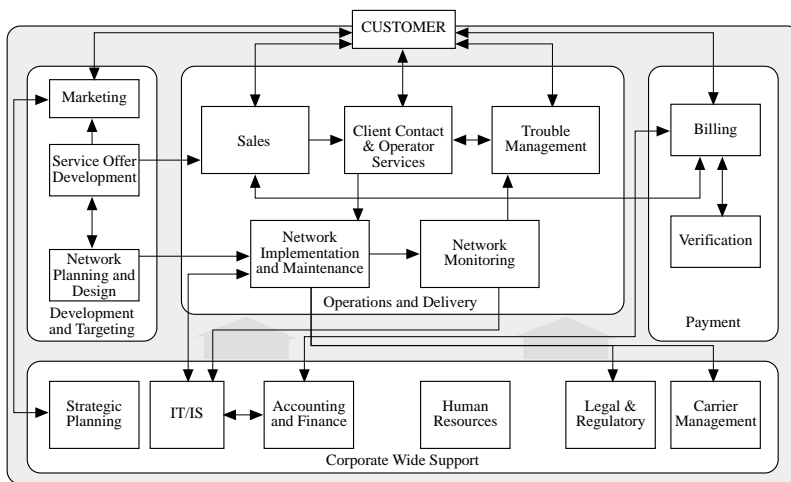 CUSTOMER
Marketing
Service Offer
Development
Network
Planning and
Design
Development
and Targeting
Sales
Client Contact
& Operator
Services
Trouble
Management
Network
Implementation
and Maintenance
Network
Monitoring
Operations and Delivery
Billing
Verification
Payment
Strategic
Planning
IT/IS
Accounting
and Finance
Human
Resources
Legal &
Regulatory
Carrier
Management
Corporate Wide Support